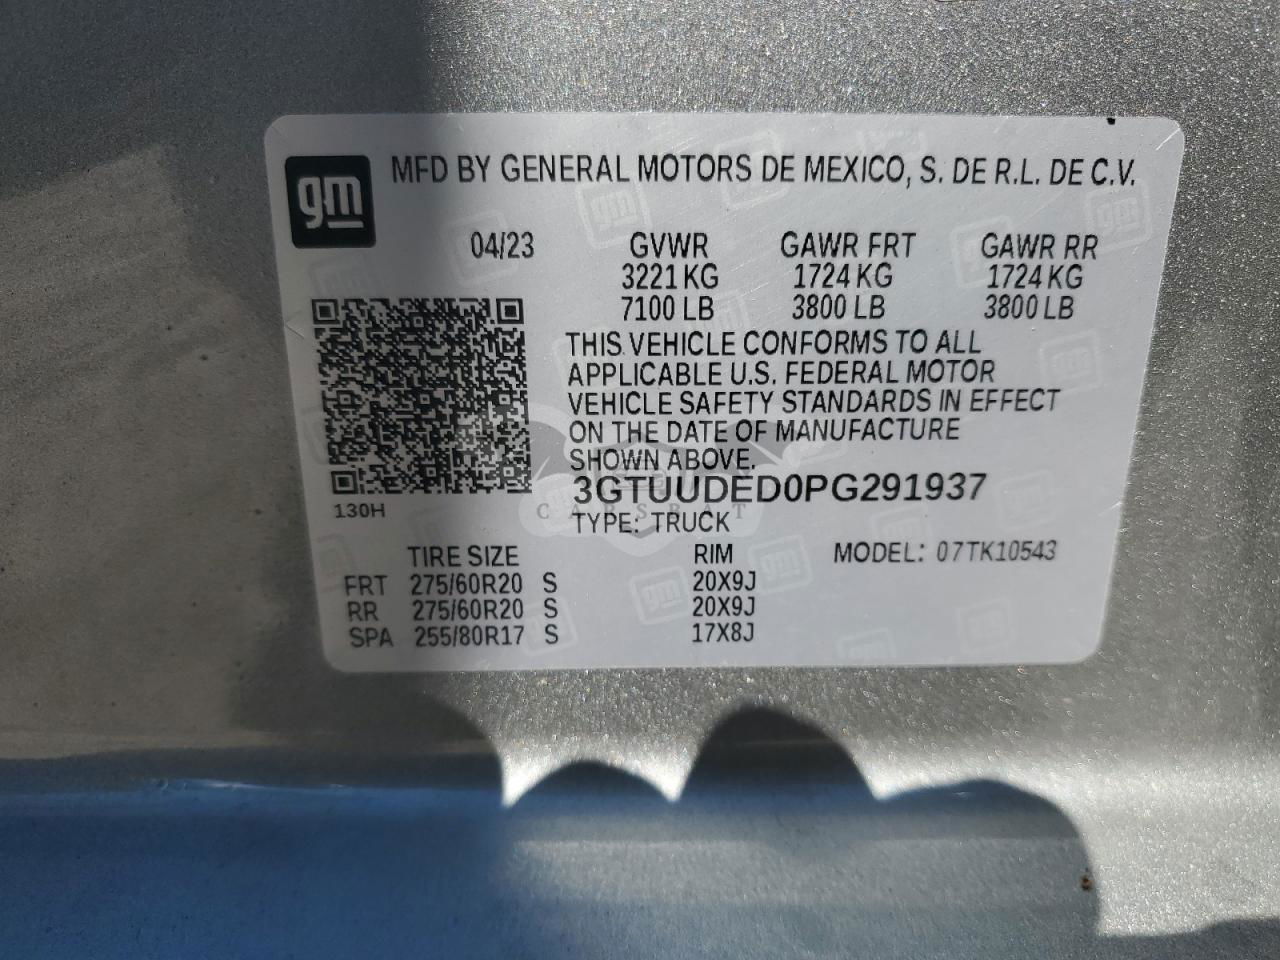 gm
MFD BY GENERAL MOTORS DE MEXICO, S. DE R.L. DE C.V.
04/23 GVWR GAWR FRT GAWR RR
3221 KG 1724 KG 1724 KG
7100 LB 3800 LB 3800 LB
THIS VEHICLE CONFORMS TO ALL
APPLICABLE U.S. FEDERAL MOTOR
VEHICLE SAFETY STANDARDS IN EFFECT
ON THE DATE OF MANUFACTURE
SHOWN ABOVE.
3GTUUDED0PG291937
130H
CARSBAT
TYPE: TRUCK
TIRE SIZE RIM MODEL: 07TK10543
FRT 275/60R20 S 20X9J
RR 275/60R20 S 20X9J
SPA 255/80R17 S 17X8J